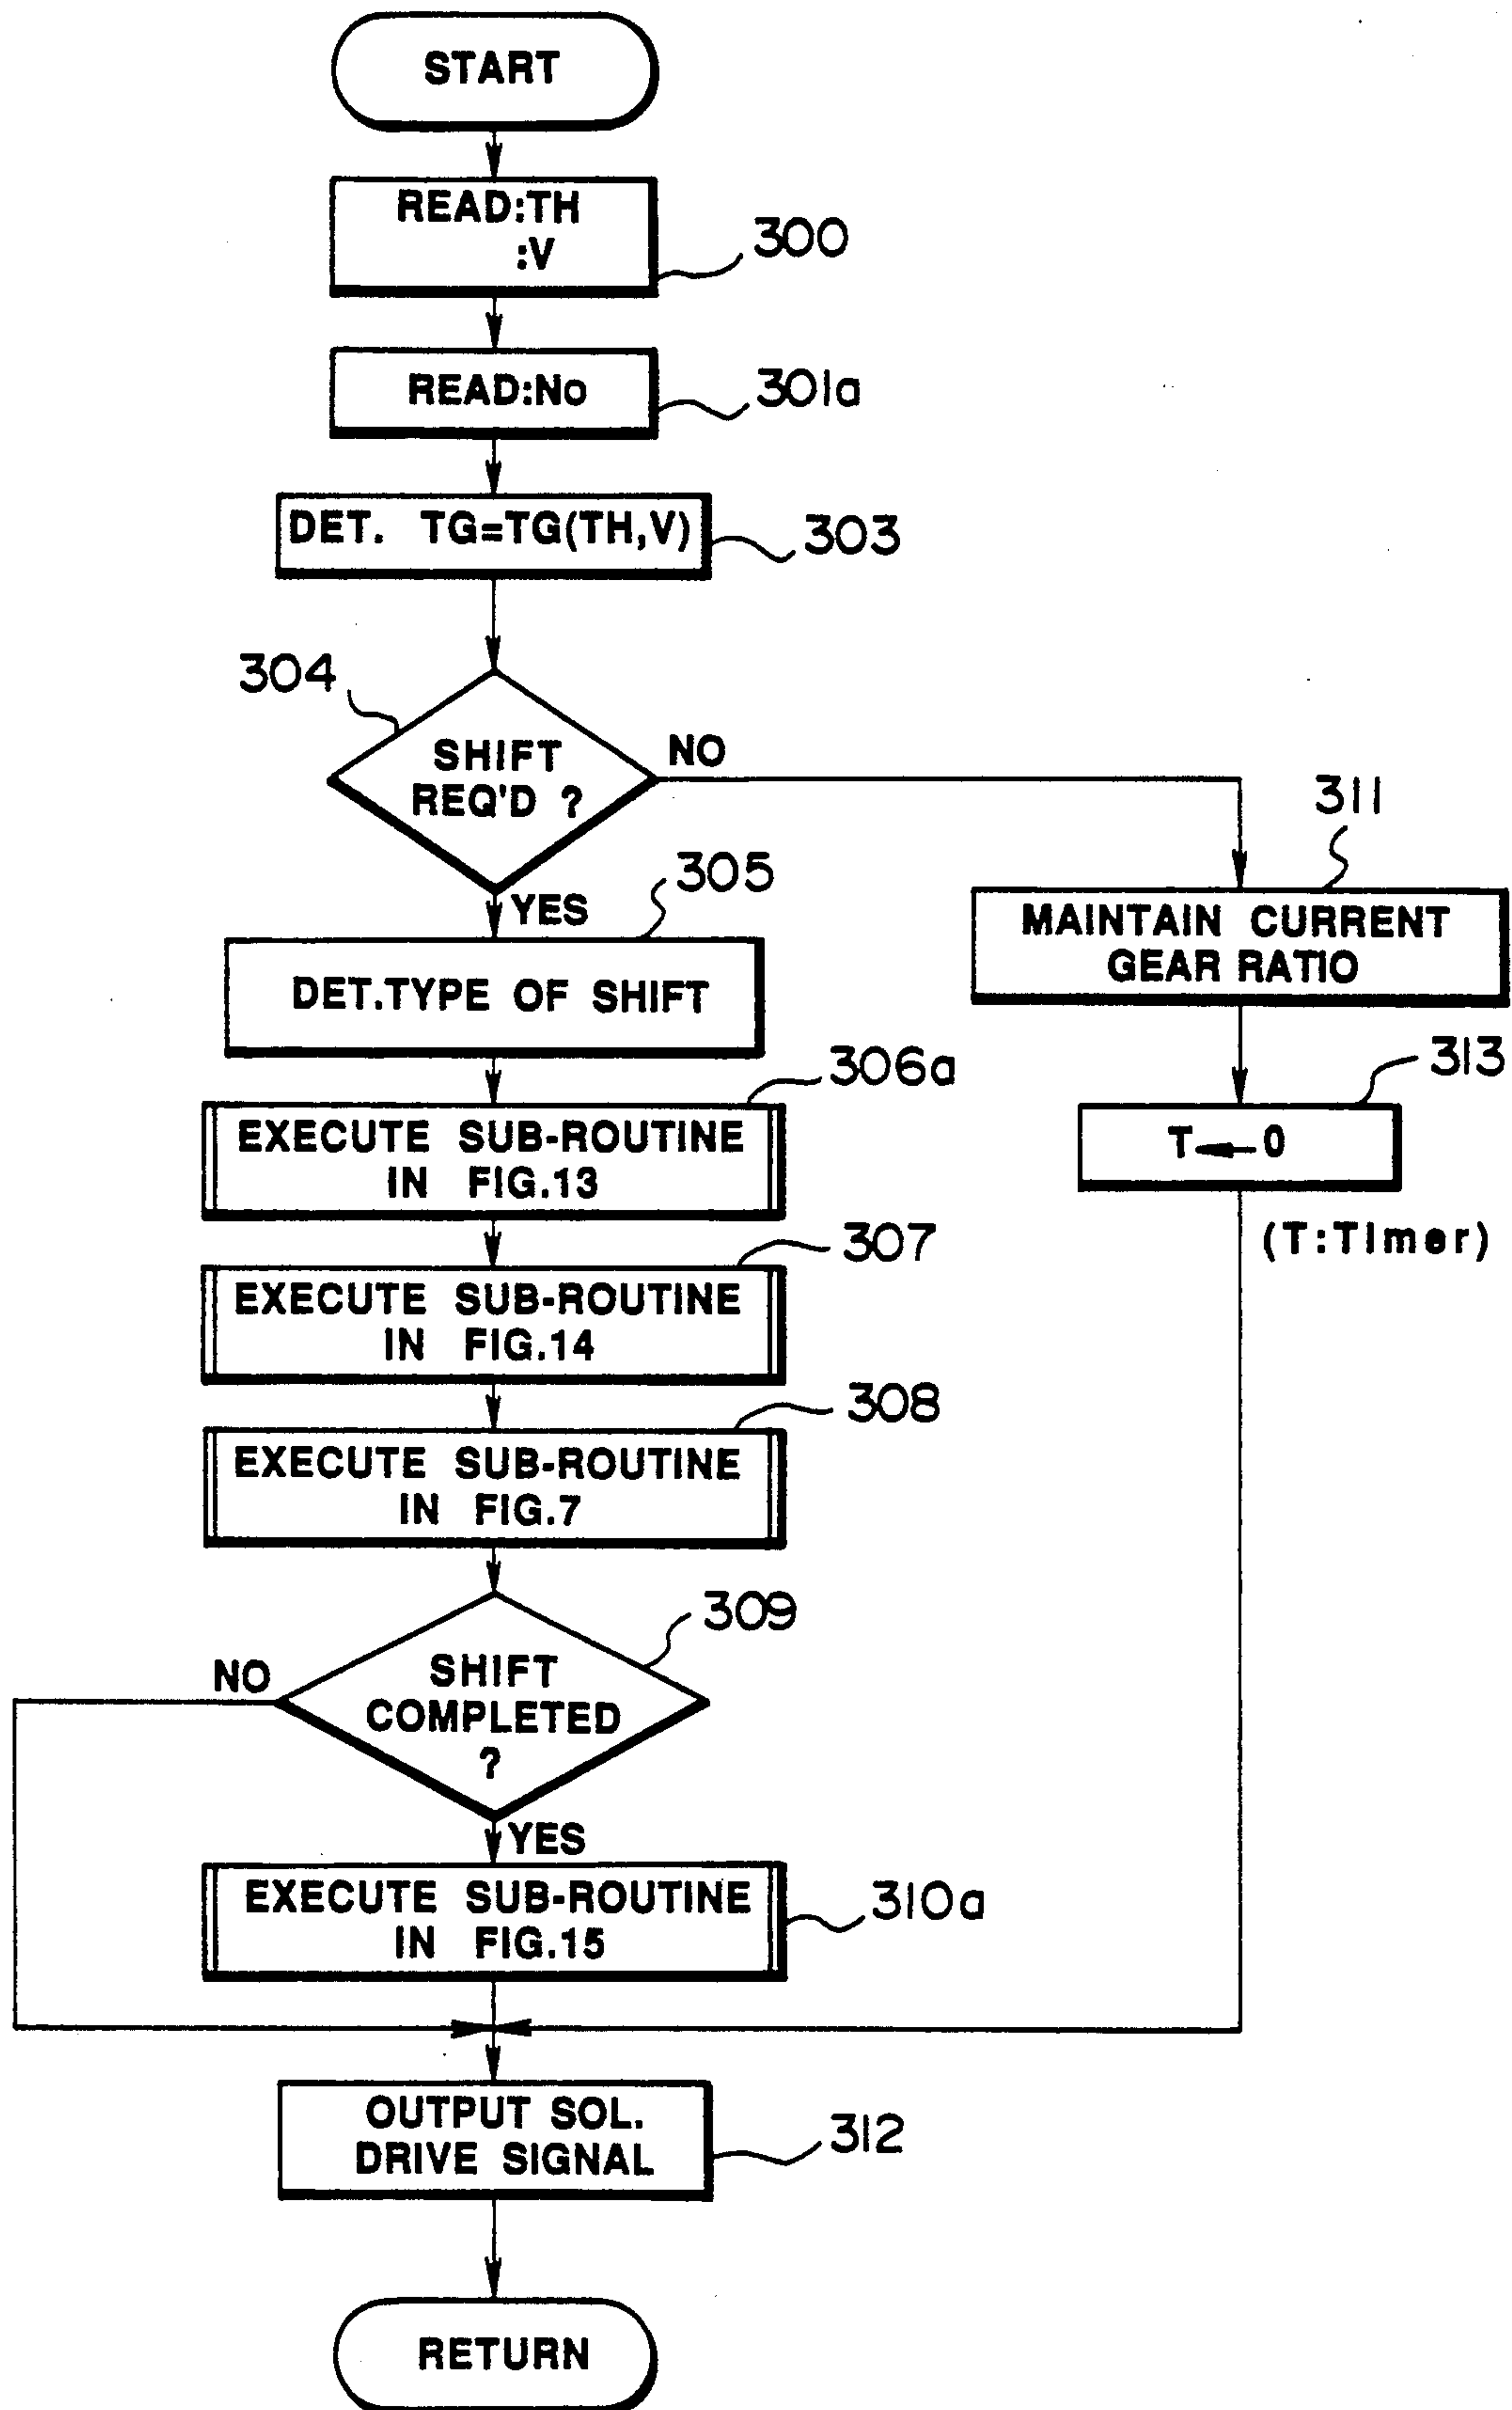 START
READ:TH
:V
300
READ:No
301a
DET. TG=TG(TH,V)
303
304
SHIFT
REQ'D ?
NO
311
YES
305
MAINTAIN CURRENT
GEAR RATIO
DET.TYPE OF SHIFT
306a
313
EXECUTE SUB-ROUTINE
IN FIG.13
T←0
(T:Timer)
307
EXECUTE SUB-ROUTINE
IN FIG.14
308
EXECUTE SUB-ROUTINE
IN FIG.7
309
NO
SHIFT
COMPLETED
?
YES
EXECUTE SUB-ROUTINE
IN FIG.15
310a
OUTPUT SOL.
DRIVE SIGNAL
312
RETURN